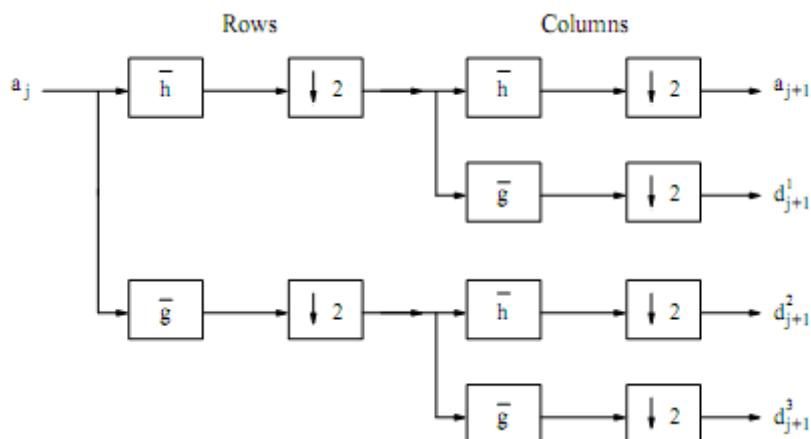 Rows Columns
a_j h̅ ↓ 2 h̅ ↓ 2 a_{j+1}
g̅ ↓ 2 d^1_{j+1}
g̅ ↓ 2 h̅ ↓ 2 d^2_{j+1}
g̅ ↓ 2 d^3_{j+1}